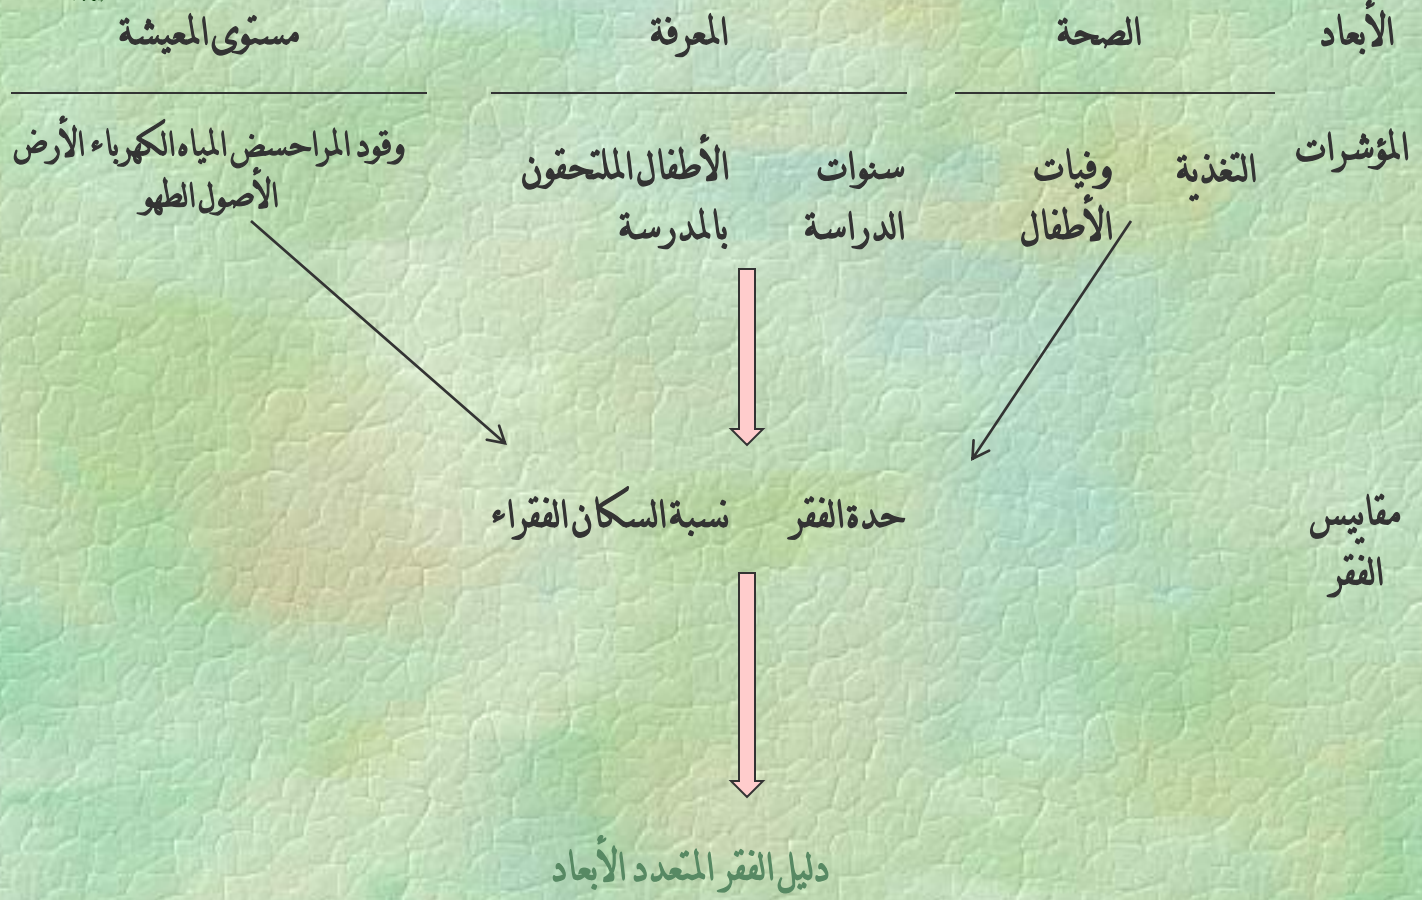 الأبعاد
الصحة
المعرفة
مستوى المعيشة
المؤشرات
التغذية
وفيات
الأطفال
سنوات
الدراسة
الأطفال الملتحقون
بالمدرسة
وقود المراحسض المياه الكهرباء الأرض
الأصول الطهو
مقاييس
الفقر
حدة الفقر
نسبة السكان الفقراء
دليل الفقر المتعدد الأبعاد